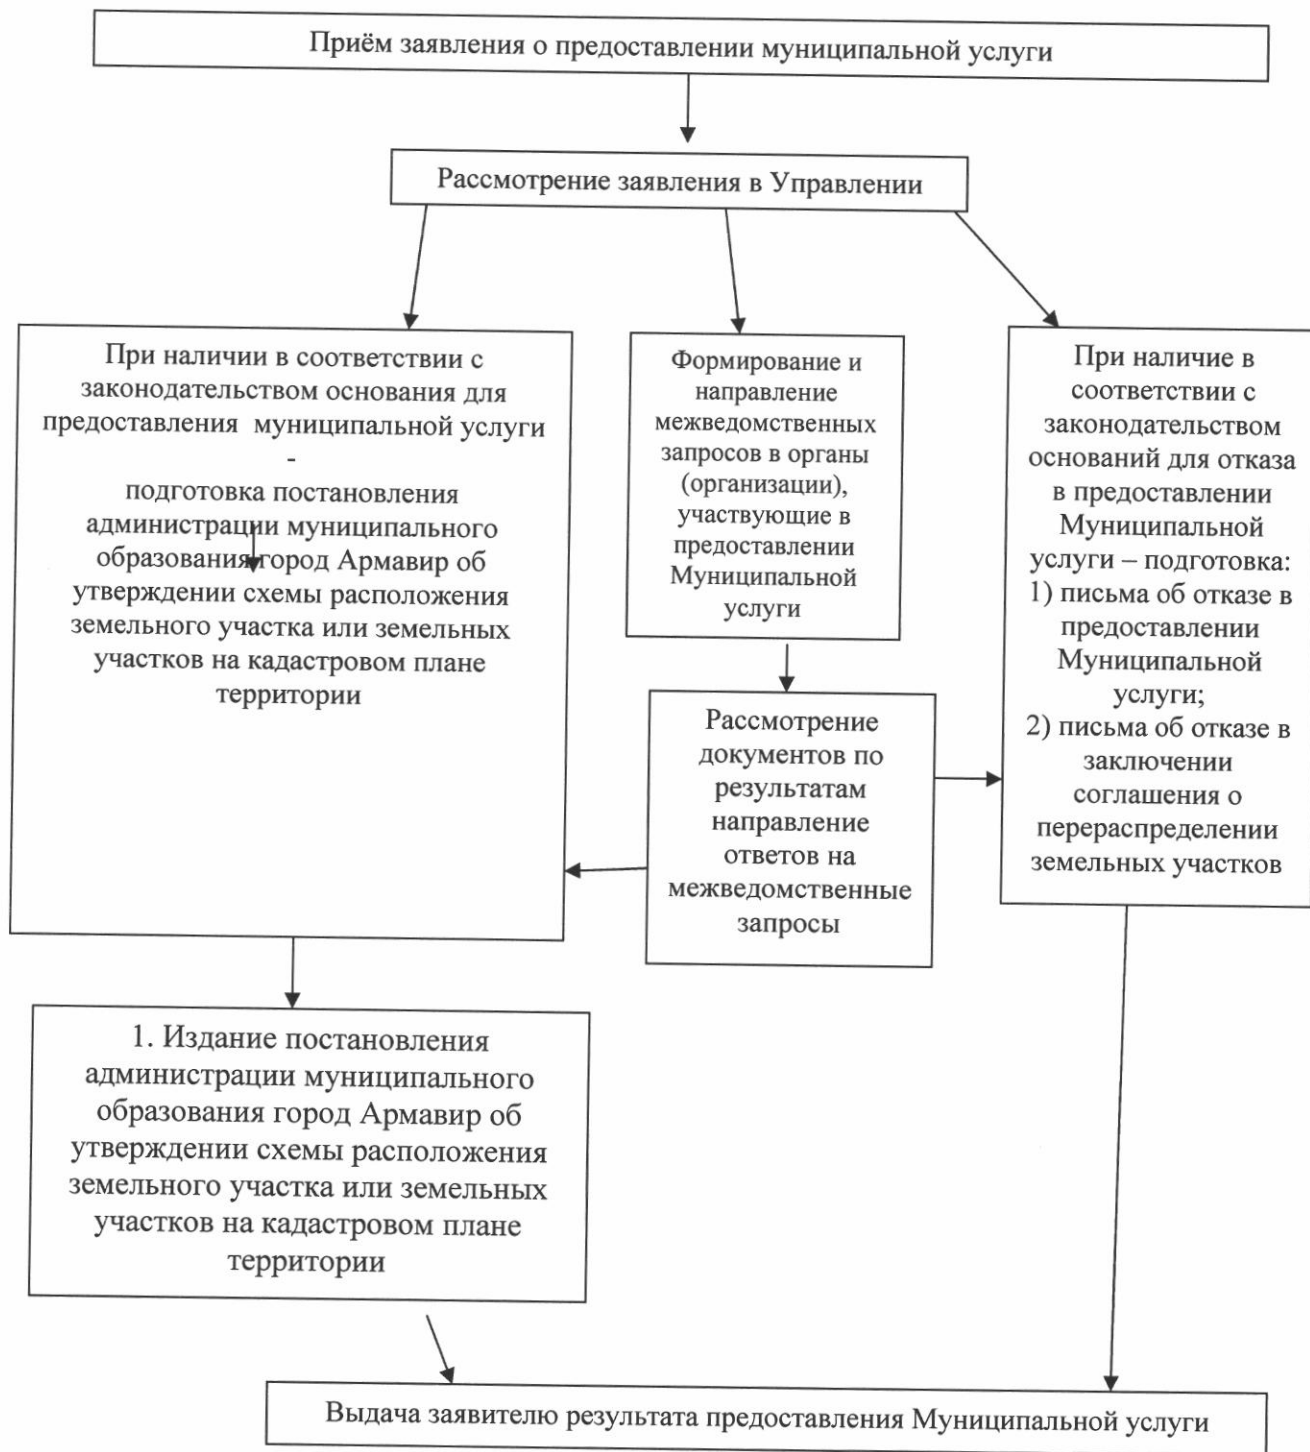 Приём заявления о предоставлении муниципальной услуги
Рассмотрение заявления в Управлении
При наличии в соответствии с
законодательством основания для
предоставления муниципальной услуги
-
подготовка постановления
администрации муниципального
образования город Армавир об
утверждении схемы расположения
земельного участка или земельных
участков на кадастровом плане
территории
Формирование и
направление
межведомственных
запросов в органы
(организации),
участвующие в
предоставлении
Муниципальной
услуги
При наличие в
соответствии с
законодательством
оснований для отказа
в предоставлении
Муниципальной
услуги – подготовка:
1) письма об отказе в
предоставлении
Муниципальной
услуги;
2) письма об отказе в
заключении
соглашения о
перераспределении
земельных участков
Рассмотрение
документов по
результатам
направление
ответов на
межведомственные
запросы
1. Издание постановления
администрации муниципального
образования город Армавир об
утверждении схемы расположения
земельного участка или земельных
участков на кадастровом плане
территории
Выдача заявителю результата предоставления Муниципальной услуги